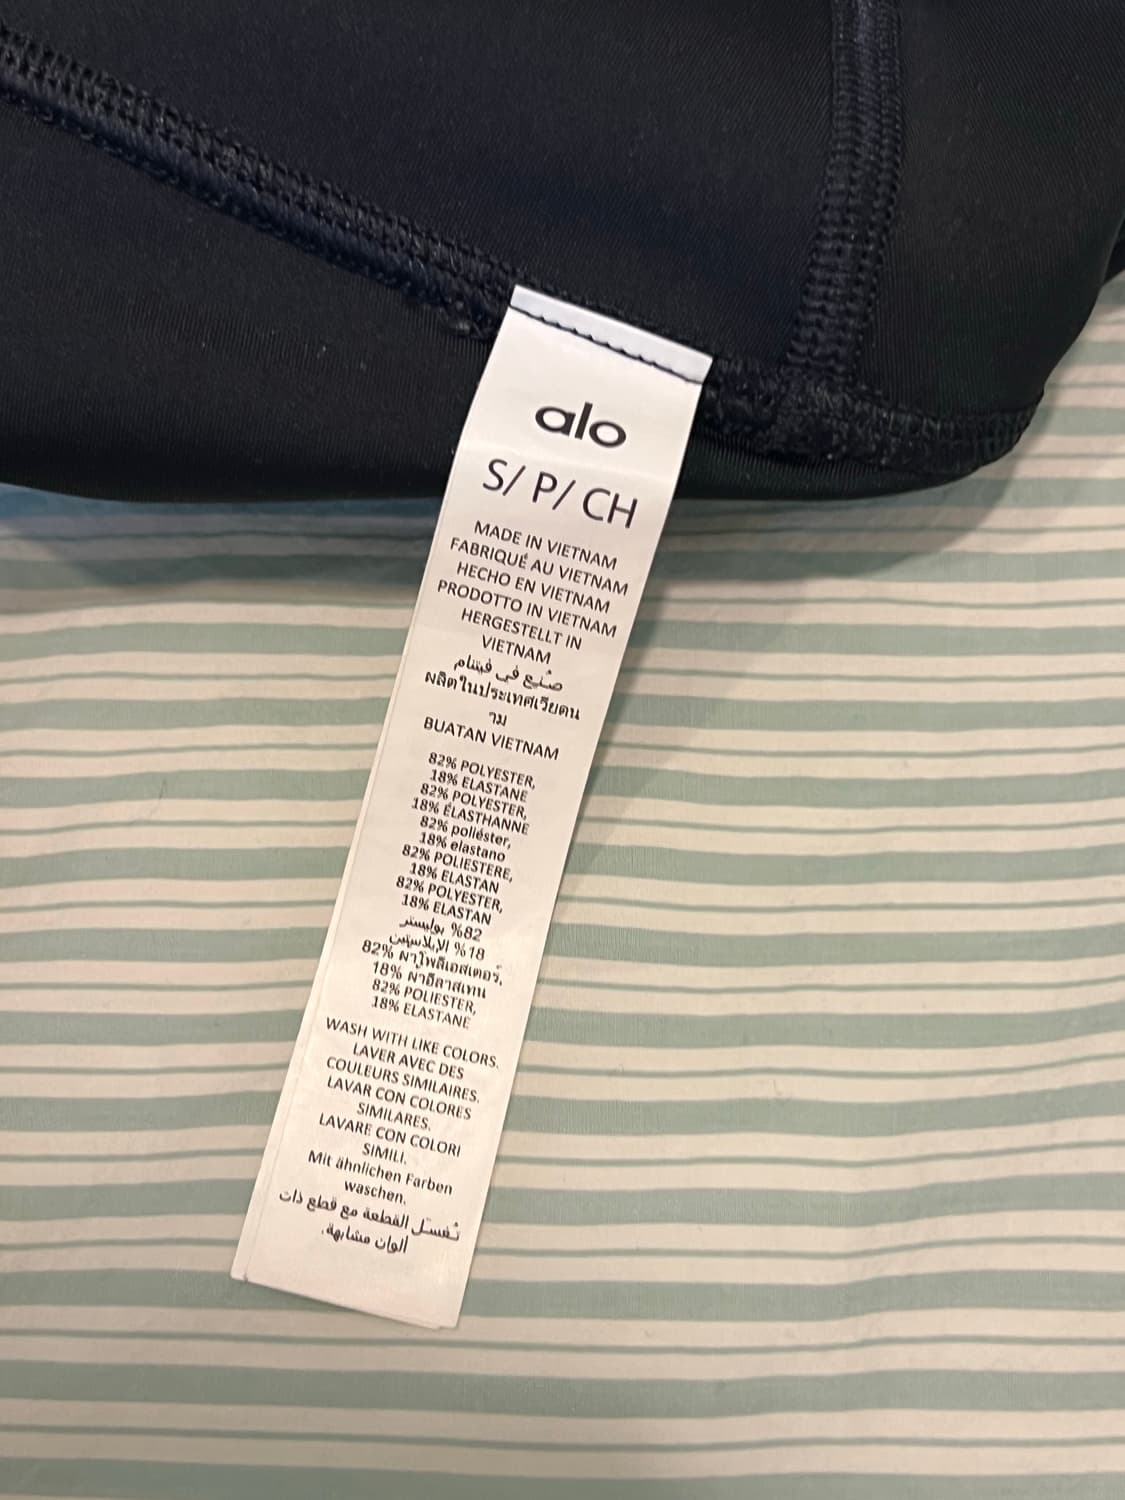 alo
S/ P/ CH
MADE IN VIETNAM
FABRIQUÉ AU VIETNAM
HECHO EN VIETNAM
PRODOTTO IN VIETNAM
HERGESTELLT IN
VIETNAM
صُنع في فيتنام
ผลิตในประเทศเวียดน
าม
BUATAN VIETNAM
82% POLYESTER,
18% ELASTANE
82% POLYESTER,
18% ÉLASTHANNE
82% poliéster,
18% elastano
82% POLIESTERE,
18% ELASTAN
82% POLYESTER,
18% ELASTAN
82% بوليستر
18% الإيلاستين
82% ผ้าโพลีเอสเตอร์,
18% ผ้าอีลาสเทน
82% POLIESTER,
18% ELASTANE
WASH WITH LIKE COLORS.
LAVER AVEC DES
COULEURS SIMILAIRES.
LAVAR CON COLORES
SIMILARES.
LAVARE CON COLORI
SIMILI.
Mit ähnlichen Farben
waschen.
تُغسَل القطعة مع قطع ذات
ألوان مشابهة.